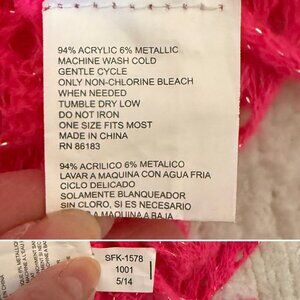 94% ACRYLIC 6% METALLIC
MACHINE WASH COLD
GENTLE CYCLE
ONLY NON-CHLORINE BLEACH
WHEN NEEDED
TUMBLE DRY LOW
DO NOT IRON
ONE SIZE FITS MOST
MADE IN CHINA
RN 86183
94% ACRILICO 6% METALICO
LAVAR A MAQUINA CON AGUA FRIA
CICLO DELICADO
SOLAMENTE BLANQUEADOR
SIN CLORO, SI ES NECESARIO
A MAQUINA A BAJA
SFK-1578
1001
5/14